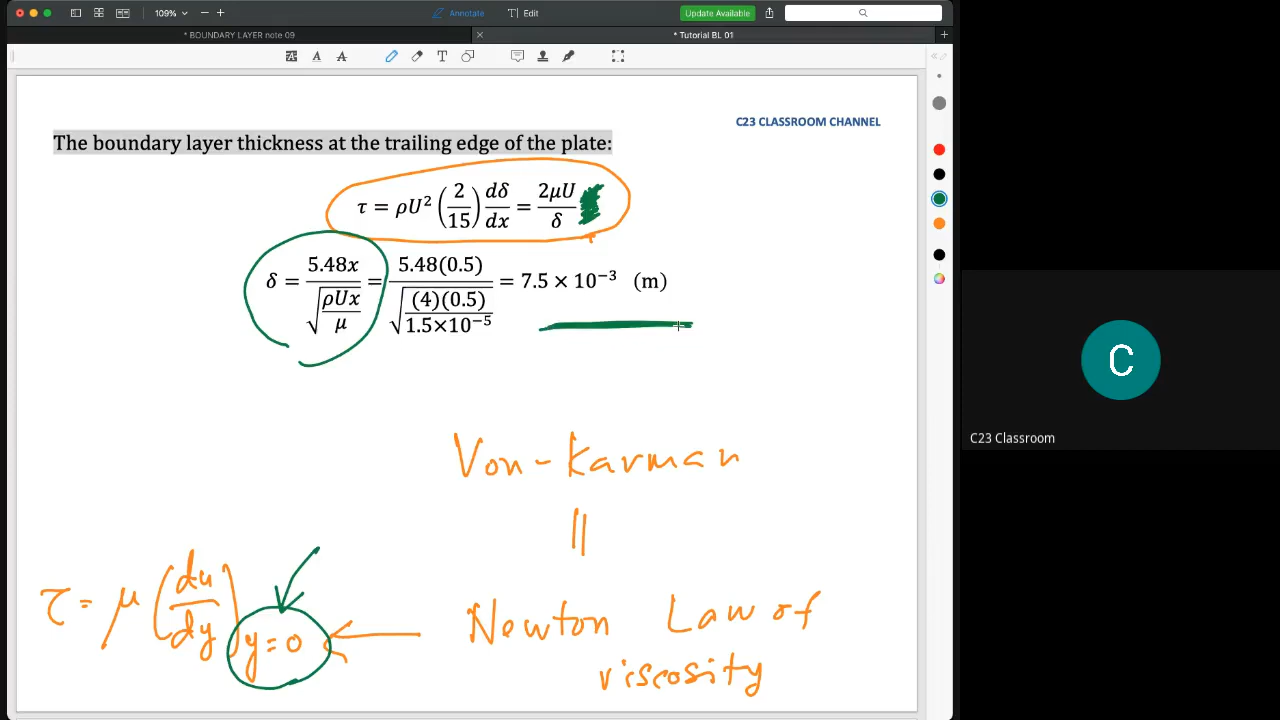 109%
Annotate
Edit
Update Available
* BOUNDARY LAYER note 09
* Tutorial BL 01
C23 CLASSROOM CHANNEL
The boundary layer thickness at the trailing edge of the plate:
τ = ρU² (2/15) dδ/dx = 2μU/δ
δ = 5.48x/√(ρUx/μ) = 5.48(0.5)/√((4)(0.5)/1.5×10⁻⁵) = 7.5 × 10⁻³ (m)
Von-Karman
||
τ = μ (du/dy) y=0
Newton Law of
viscosity
C
C23 Classroom